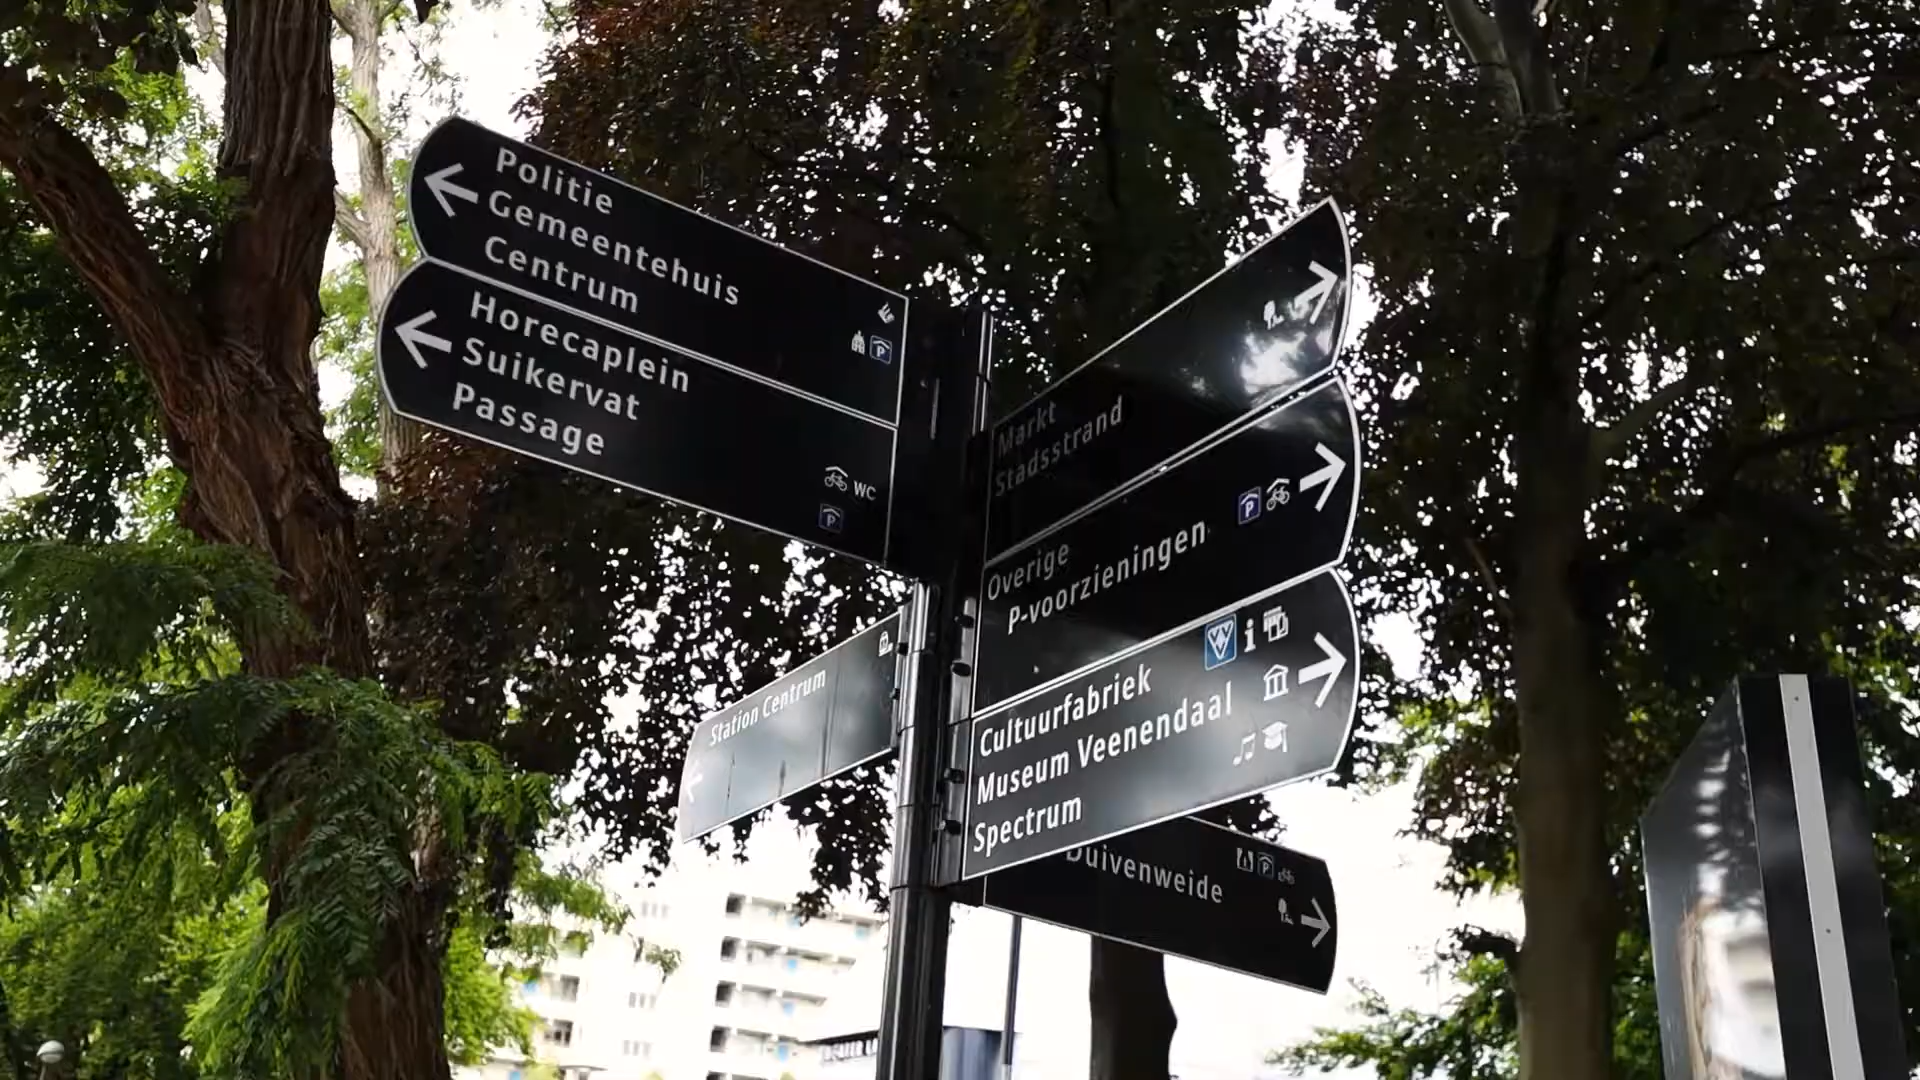 Politie
Gemeentehuis
Centrum
P
Horecaplein
Suikervat
Passage
WC
P
Markt
Stadsstrand
Overige
P-voorzieningen
P
Cultuurfabriek
Museum Veenendaal
Spectrum
i
Station Centrum
Duivenweide
P